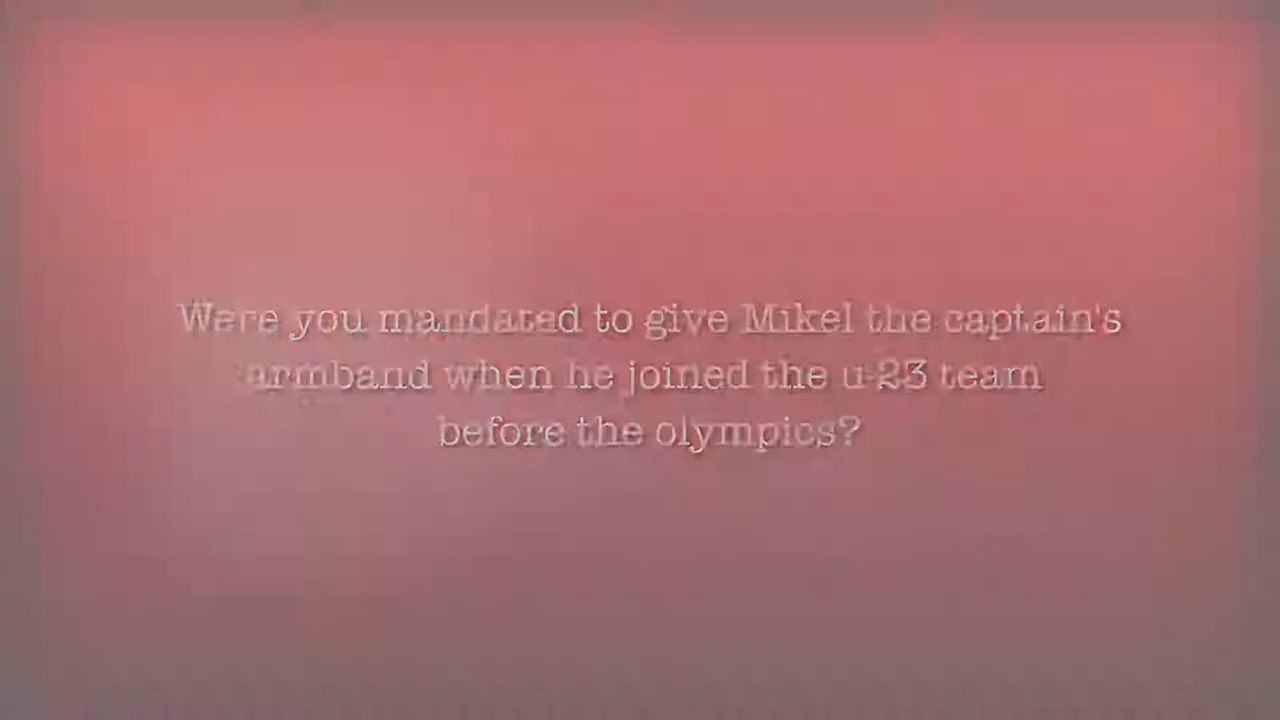 Were you mandated to give Mikel the captain's
armband when he joined the u-23 team
before the olympics?